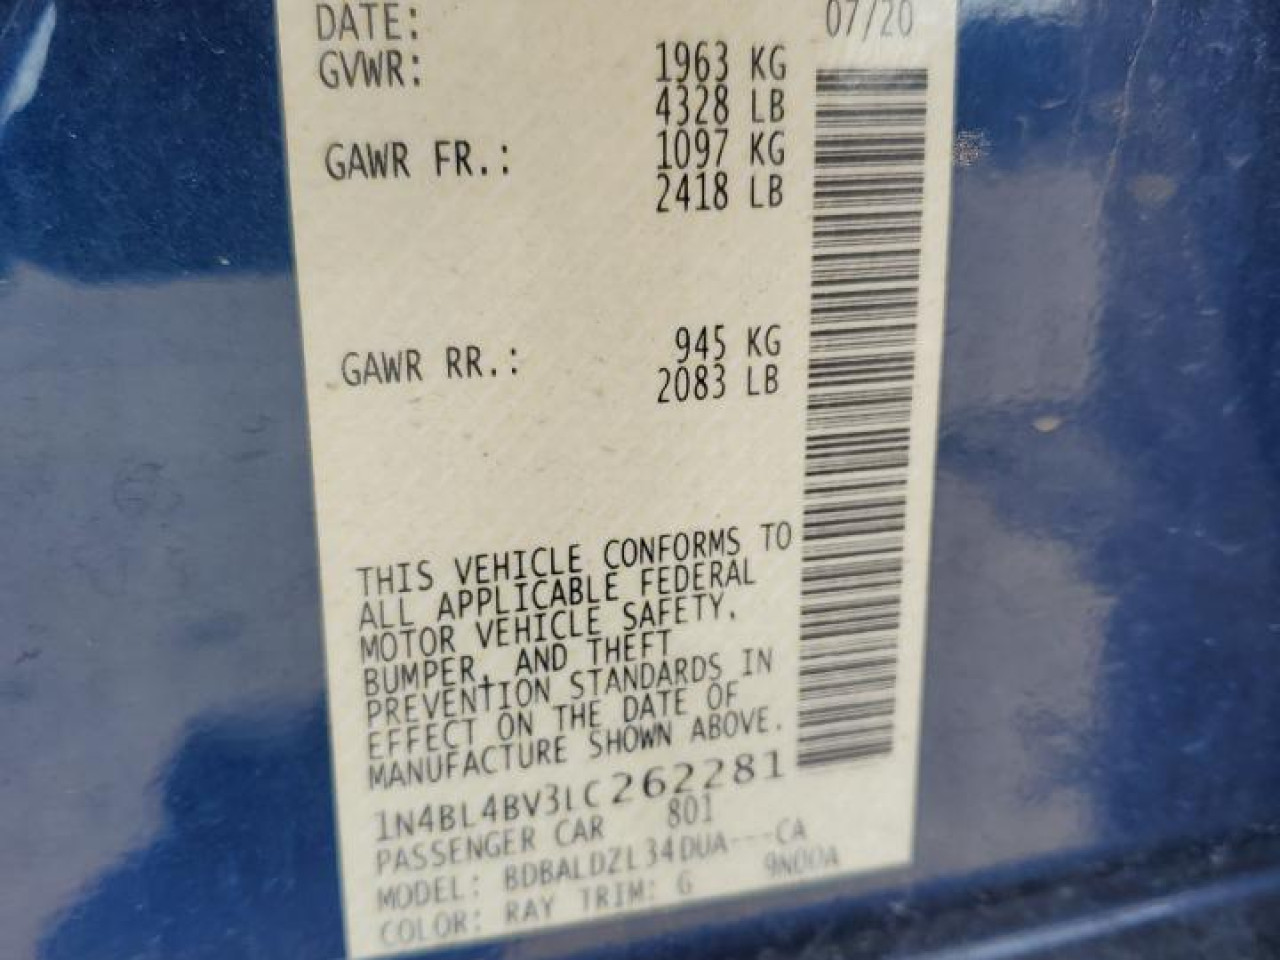 DATE: 07/20
GVWR: 1963 KG
4328 LB
GAWR FR.: 1097 KG
2418 LB
GAWR RR.: 945 KG
2083 LB
THIS VEHICLE CONFORMS TO
ALL APPLICABLE FEDERAL
MOTOR VEHICLE SAFETY,
BUMPER, AND THEFT
PREVENTION STANDARDS IN
EFFECT ON THE DATE OF
MANUFACTURE SHOWN ABOVE.
1N4BL4BV3LC262281
PASSENGER CAR 801
MODEL: BDBALDZL34DUA---CA
COLOR: RAY TRIM: G 9N00A